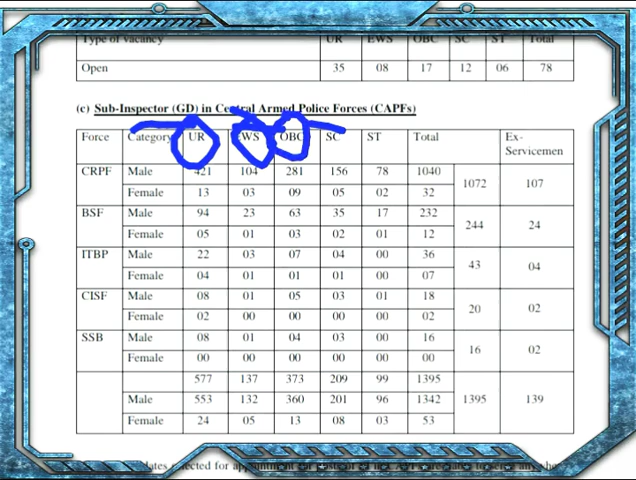 Type of Vacancy UR EWS OBC SC ST Total
Open 35 08 17 12 06 78
(c) Sub-Inspector (GD) in Central Armed Police Forces (CAPFs)
Force Category UR EWS OBC SC ST Total Ex-Servicemen
CRPF Male 421 104 281 156 78 1040 1072 107
Female 13 03 09 05 02 32
BSF Male 94 23 63 35 17 232 244 24
Female 05 01 03 02 01 12
ITBP Male 22 03 07 04 00 36 43 04
Female 04 01 01 01 00 07
CISF Male 08 01 05 03 01 18 20 02
Female 02 00 00 00 00 02
SSB Male 08 01 04 03 00 16 16 02
Female 00 00 00 00 00 00
577 137 373 209 99 1395
Male 553 132 360 201 96 1342 1395 139
Female 24 05 13 08 03 53
for appointment